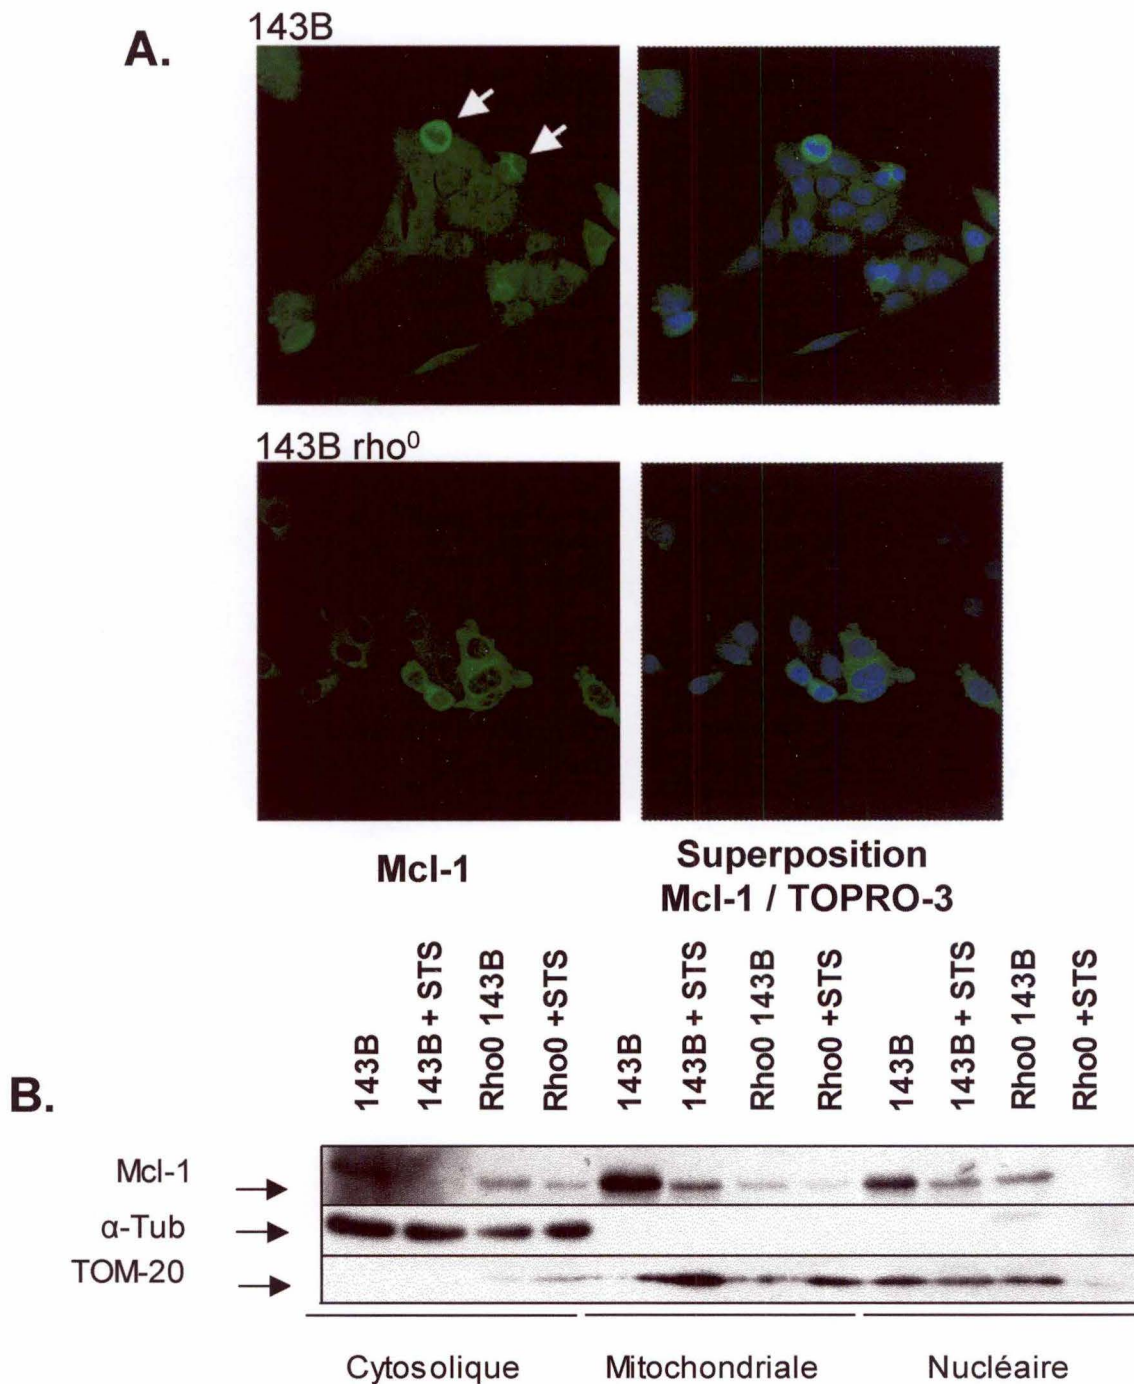 A.
143B
143B rho⁰
Mcl-1
Superposition
Mcl-1 / TOPRO-3
B.
143B
143B + STS
Rho0 143B
Rho0 +STS
143B
143B + STS
Rho0 143B
Rho0 +STS
143B
143B + STS
Rho0 143B
Rho0 +STS
Mcl-1
α-Tub
TOM-20
Cytosolique
Mitochondriale
Nucléaire